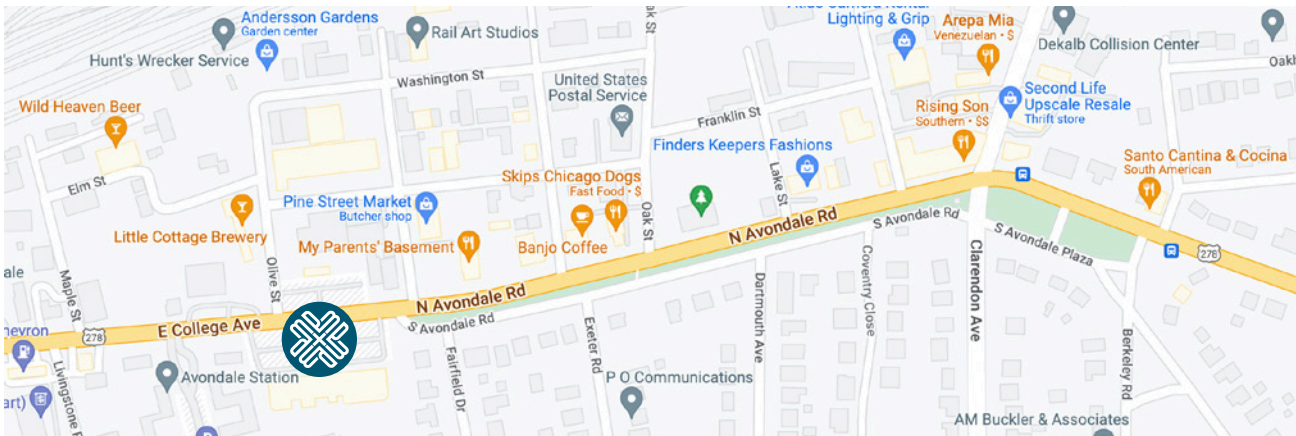 Andersson Gardens
Garden center
Hunt's Wrecker Service
Rail Art Studios
Oak St
Lighting & Grip
Arepa Mia
Venezuelan • $
Dekalb Collision Center
Washington St
United States
Postal Service
Wild Heaven Beer
Franklin St
Rising Son
Southern • $$
Second Life
Upscale Resale
Thrift store
Finders Keepers Fashions
Santo Cantina & Cocina
South American
Elm St
Skips Chicago Dogs
Fast Food • $
Lake St
Pine Street Market
Butcher shop
Little Cottage Brewery
My Parents' Basement
Banjo Coffee
Oak St
N Avondale Rd
S Avondale Rd
S Avondale Plaza
278
Maple St
Olive St
N Avondale Rd
E College Ave
S Avondale Rd
278
Exeter Rd
Dartmouth Ave
Coventry Close
Clarendon Ave
Berkeley Rd
Fairfield Dr
Avondale Station
P O Communications
AM Buckler & Associates